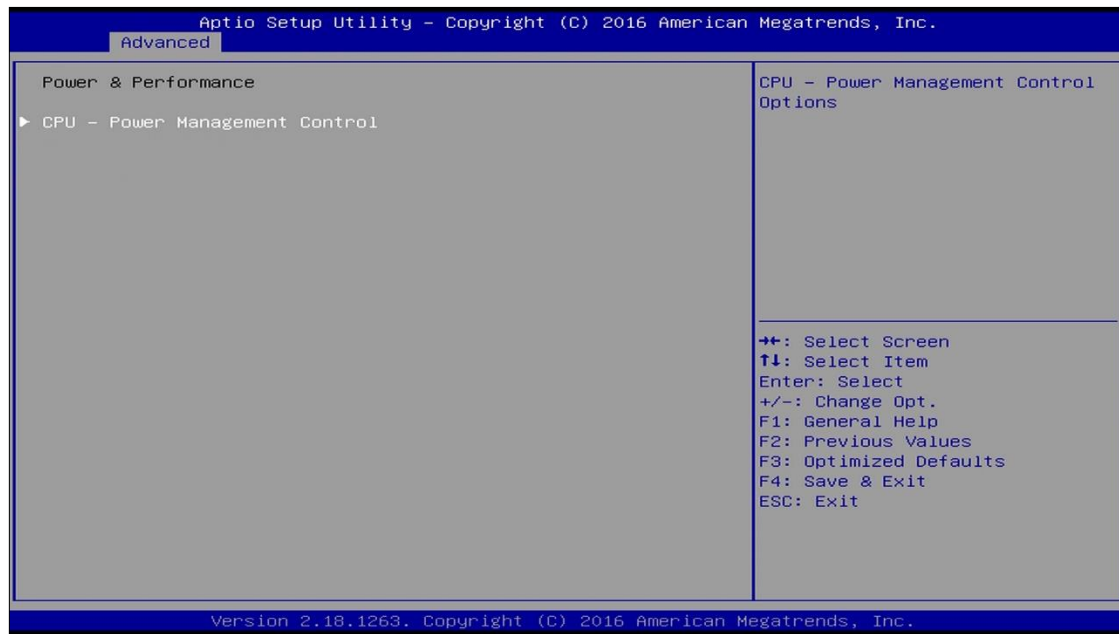 Aptio Setup Utility – Copyright (C) 2016 American Megatrends, Inc.
Advanced
Power & Performance
► CPU – Power Management Control
CPU – Power Management Control
Options
→←: Select Screen
↑↓: Select Item
Enter: Select
+/-: Change Opt.
F1: General Help
F2: Previous Values
F3: Optimized Defaults
F4: Save & Exit
ESC: Exit
Version 2.18.1263. Copyright (C) 2016 American Megatrends, Inc.